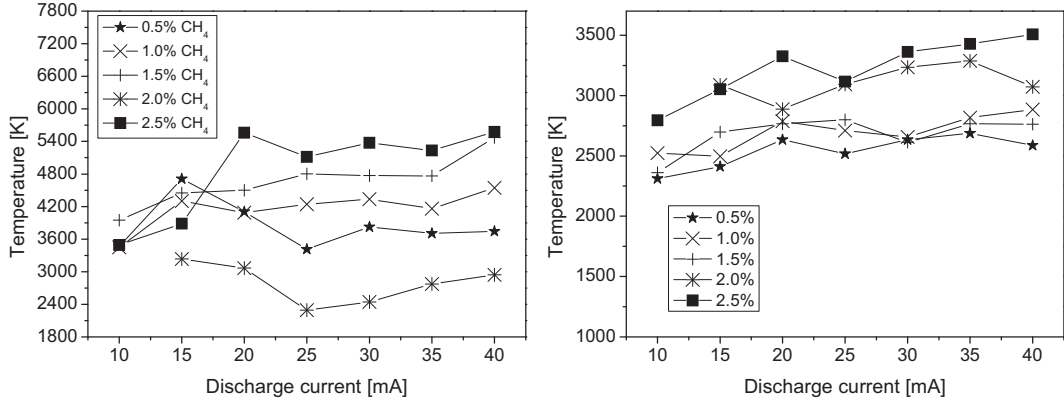 7800
7200
6600
6000
5400
4800
4200
3600
3000
2400
1800
Temperature [K]
0.5% CH4
1.0% CH4
1.5% CH4
2.0% CH4
2.5% CH4
10 15 20 25 30 35 40
Discharge current [mA]
3500
3000
2500
2000
1500
1000
Temperature [K]
0.5%
1.0%
1.5%
2.0%
2.5%
10 15 20 25 30 35 40
Discharge current [mA]